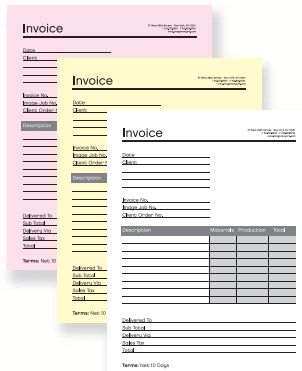 Invoice
Date
Client:
Invoice No.
Image Job No.
Client Order
Description
Delivered To
Sub Total
Delivery Via
Sales Tax
Total
Terms: Net 10
Invoice
Date
Client:
Invoice No.
Image Job No.
Client Order
Description
Delivered To
Sub Total
Delivery Via
Sales Tax
Total
Terms: Net 10
Invoice
Date
Client:
Invoice No.
Image Job No.
Client Order No.
Description Materials Production Total
Delivered To
Sub Total
Delivery Via
Sales Tax
Total
Terms: Net 10 Days